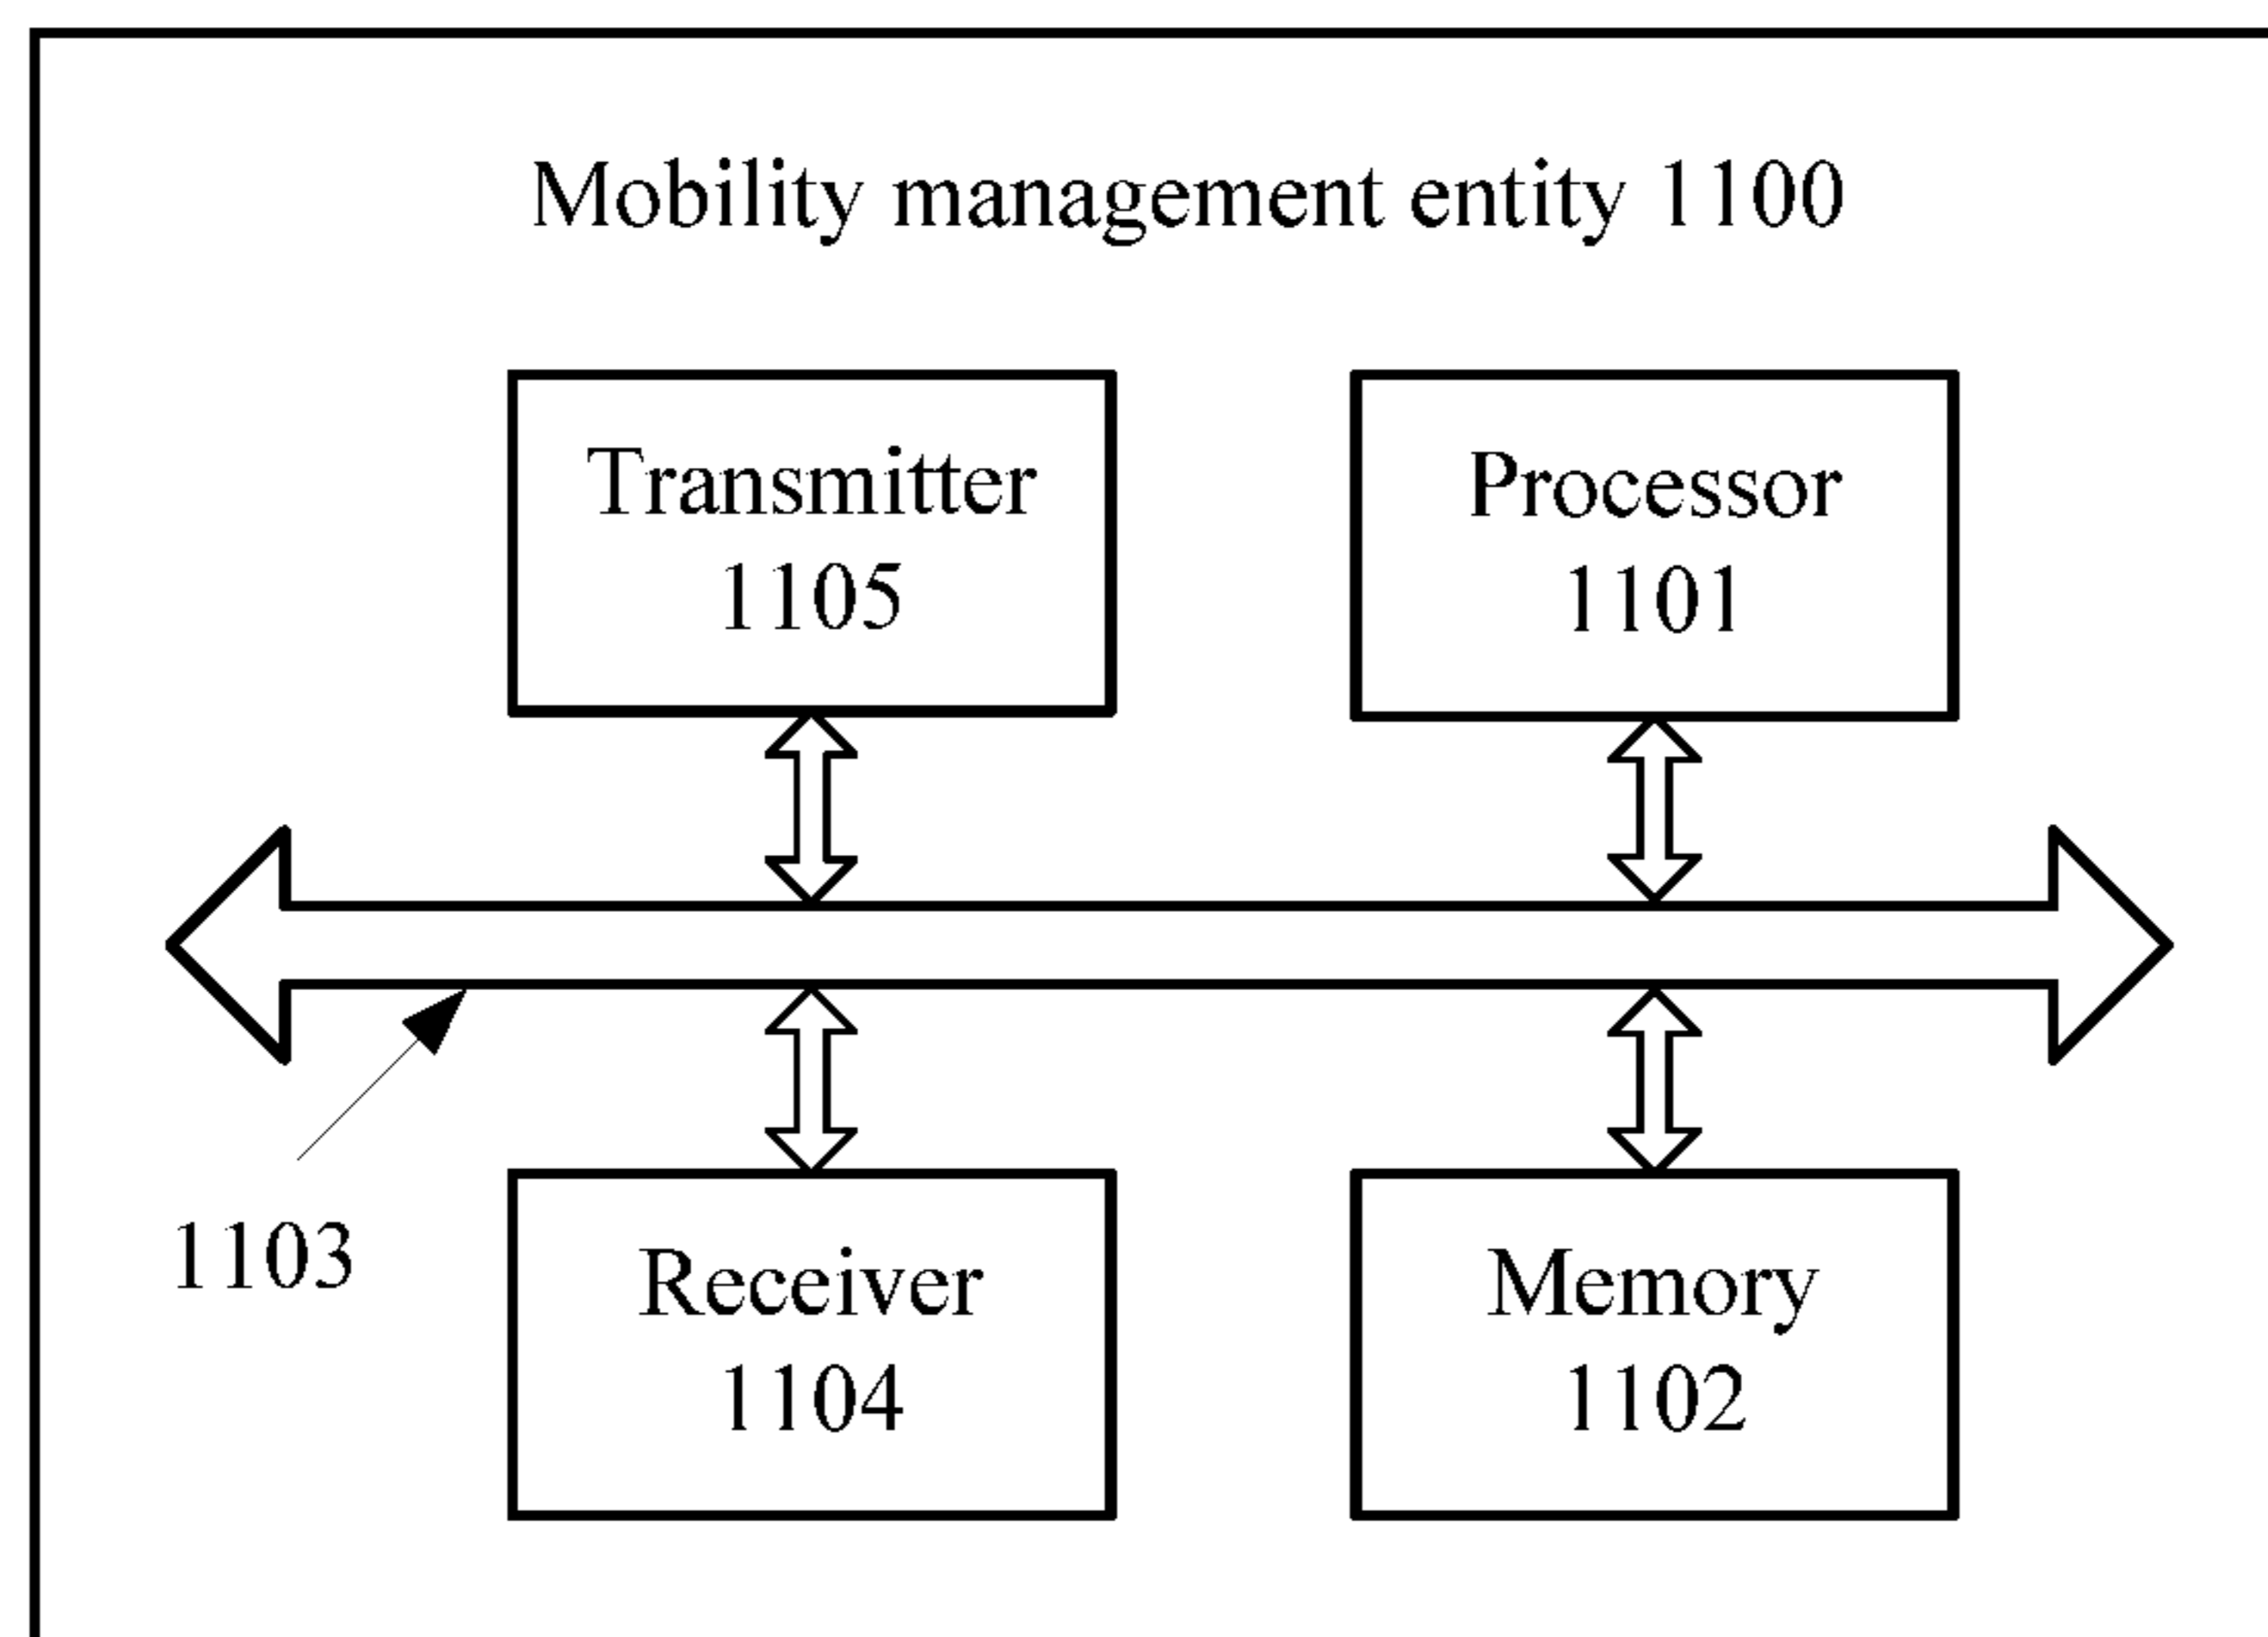 Mobility management entity 1100
Transmitter
1105
Processor
1101
1103
Receiver
1104
Memory
1102